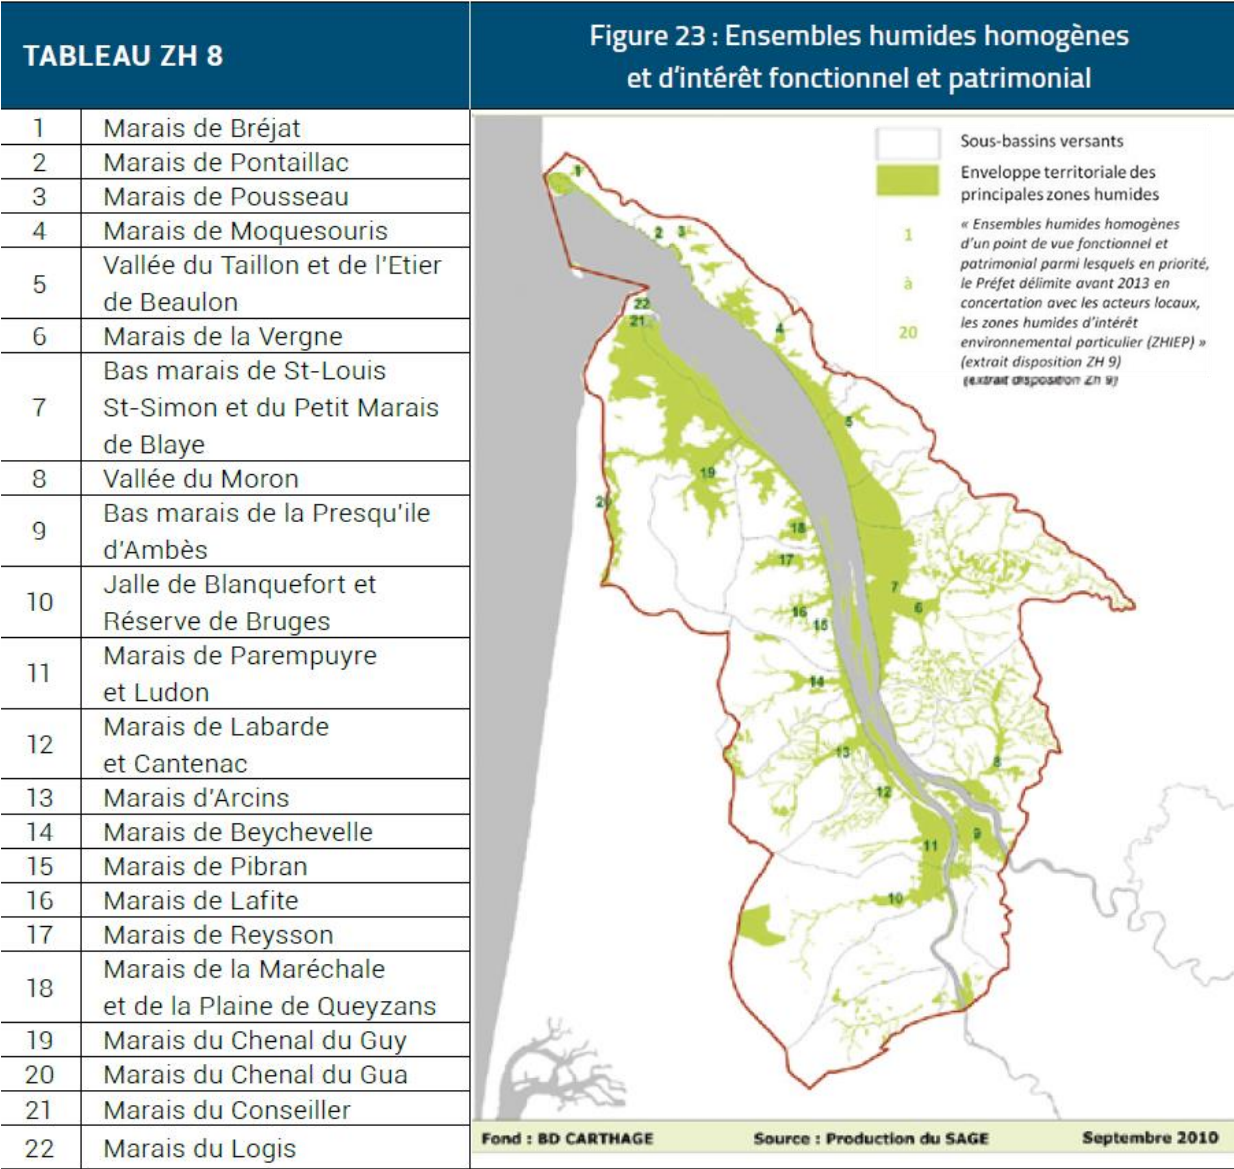 TABLEAU ZH 8
Figure 23 : Ensembles humides homogènes
et d'intérêt fonctionnel et patrimonial
1 Marais de Bréjat
2 Marais de Pontaillac
3 Marais de Pousseau
4 Marais de Moquesouris
5 Vallée du Taillon et de l'Etier
de Beaulon
6 Marais de la Vergne
7 Bas marais de St-Louis
St-Simon et du Petit Marais
de Blaye
8 Vallée du Moron
9 Bas marais de la Presqu'ile
d'Ambès
10 Jalle de Blanquefort et
Réserve de Bruges
11 Marais de Parempuyre
et Ludon
12 Marais de Labarde
et Cantenac
13 Marais d'Arcins
14 Marais de Beychevelle
15 Marais de Pibran
16 Marais de Lafite
17 Marais de Reysson
18 Marais de la Maréchale
et de la Plaine de Queyzans
19 Marais du Chenal du Guy
20 Marais du Chenal du Gua
21 Marais du Conseiller
22 Marais du Logis
Sous-bassins versants
Enveloppe territoriale des
principales zones humides
1
à
20
« Ensembles humides homogènes
d'un point de vue fonctionnel et
patrimonial parmi lesquels en priorité,
le Préfet délimite avant 2013 en
concertation avec les acteurs locaux,
les zones humides d'intérêt
environnemental particulier (ZHIEP) »
(extrait disposition ZH 9)
(extrait disposition ZH 9)
1
2 3
22
21
4
5
19
20
18
17
7
6
16
15
14
13
8
12
9
11
10
Fond : BD CARTHAGE
Source : Production du SAGE
Septembre 2010